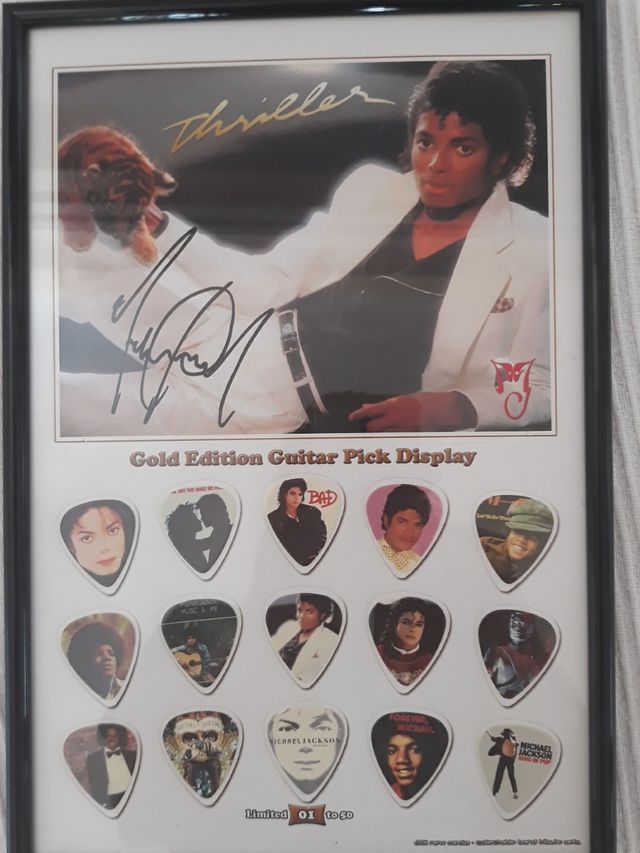 Thriller
MJ
Gold Edition Guitar Pick Display
BAD
MUSIC & ME
MICHAEL JACKSON
FOREVER,
MICHAEL
MICHAEL
JACKSON
KING OF POP
Limited 01 to 50